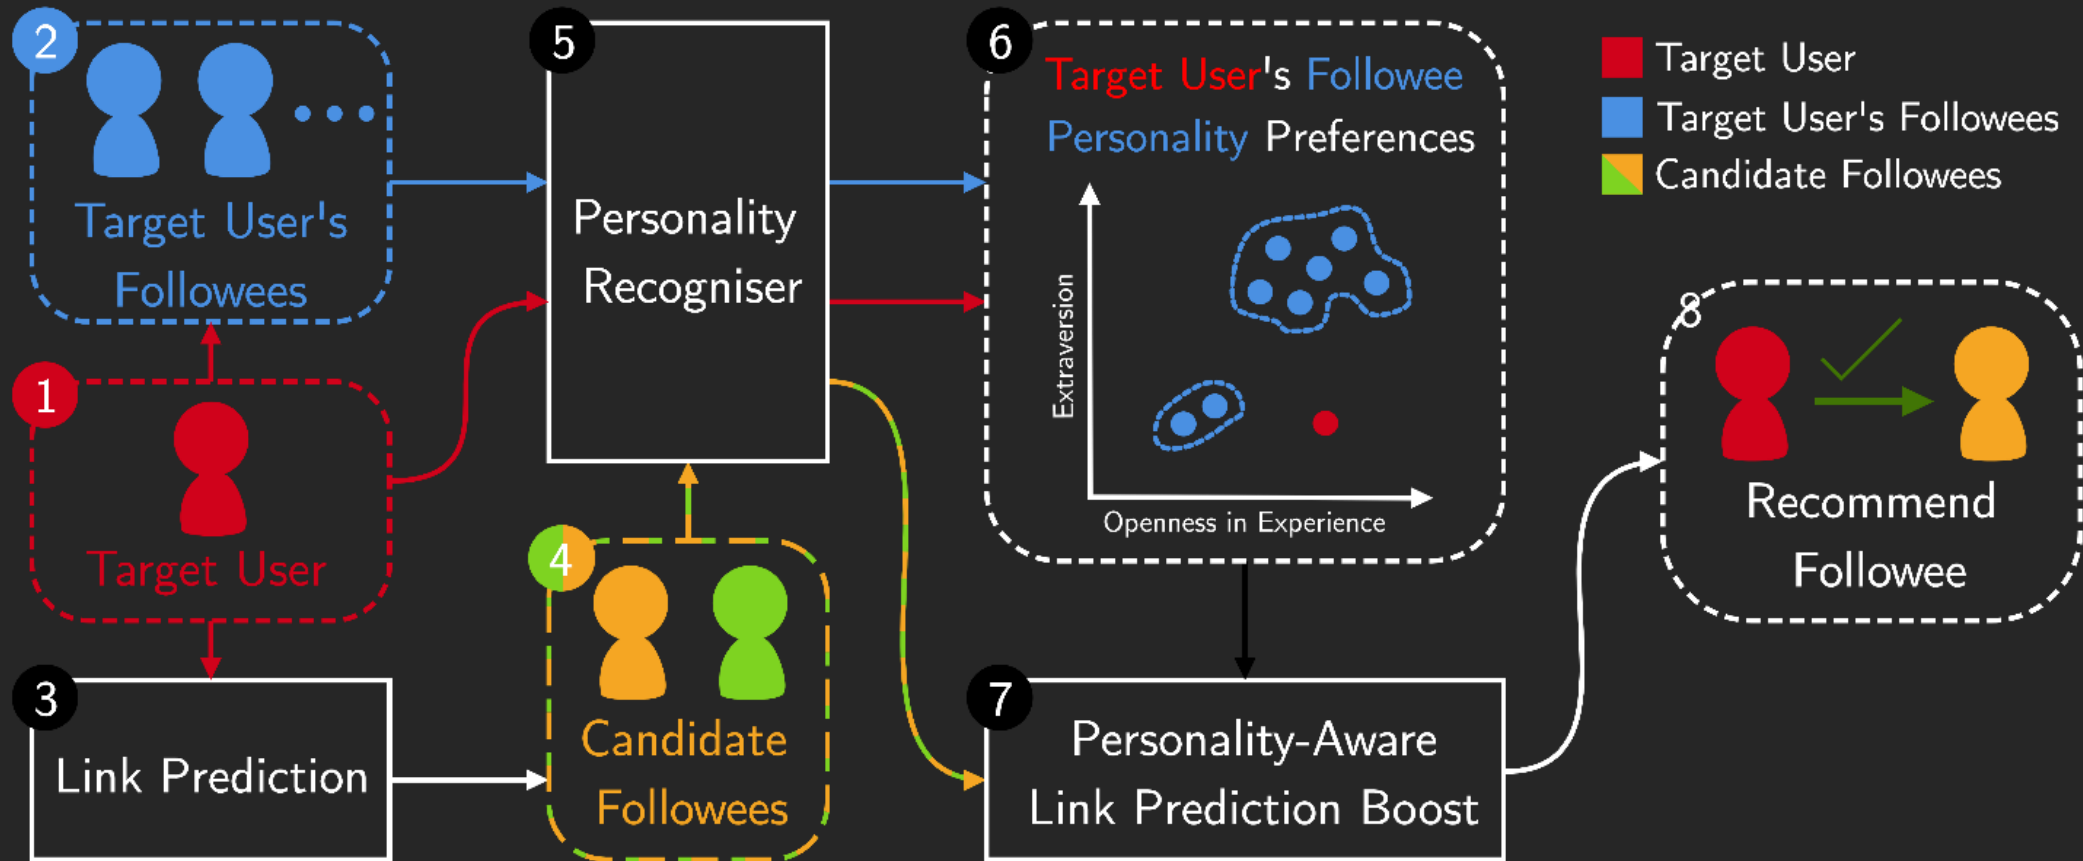 2
Target User's
Followees
1
Target User
3
Link Prediction
4
Candidate
Followees
5
Personality
Recogniser
6
Target User's Followee
Personality Preferences
Extraversion
Openness in Experience
7
Personality-Aware
Link Prediction Boost
8
Recommend
Followee
Target User
Target User's Followees
Candidate Followees